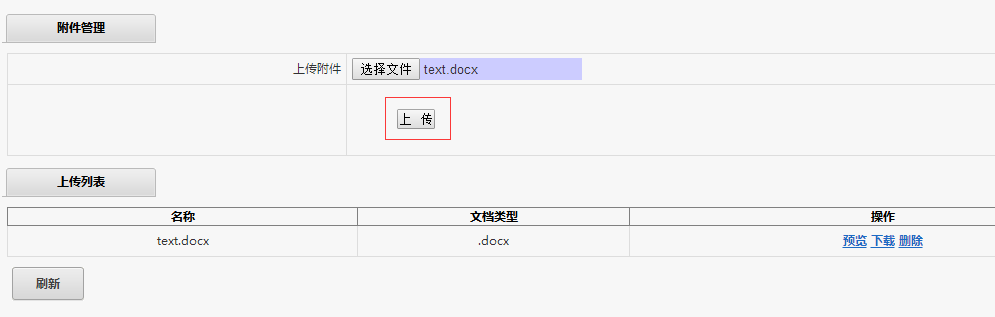 附件管理
上传附件 选择文件 text.docx
上 传
上传列表
名称 文档类型 操作
text.docx .docx 预览 下载 删除
刷新